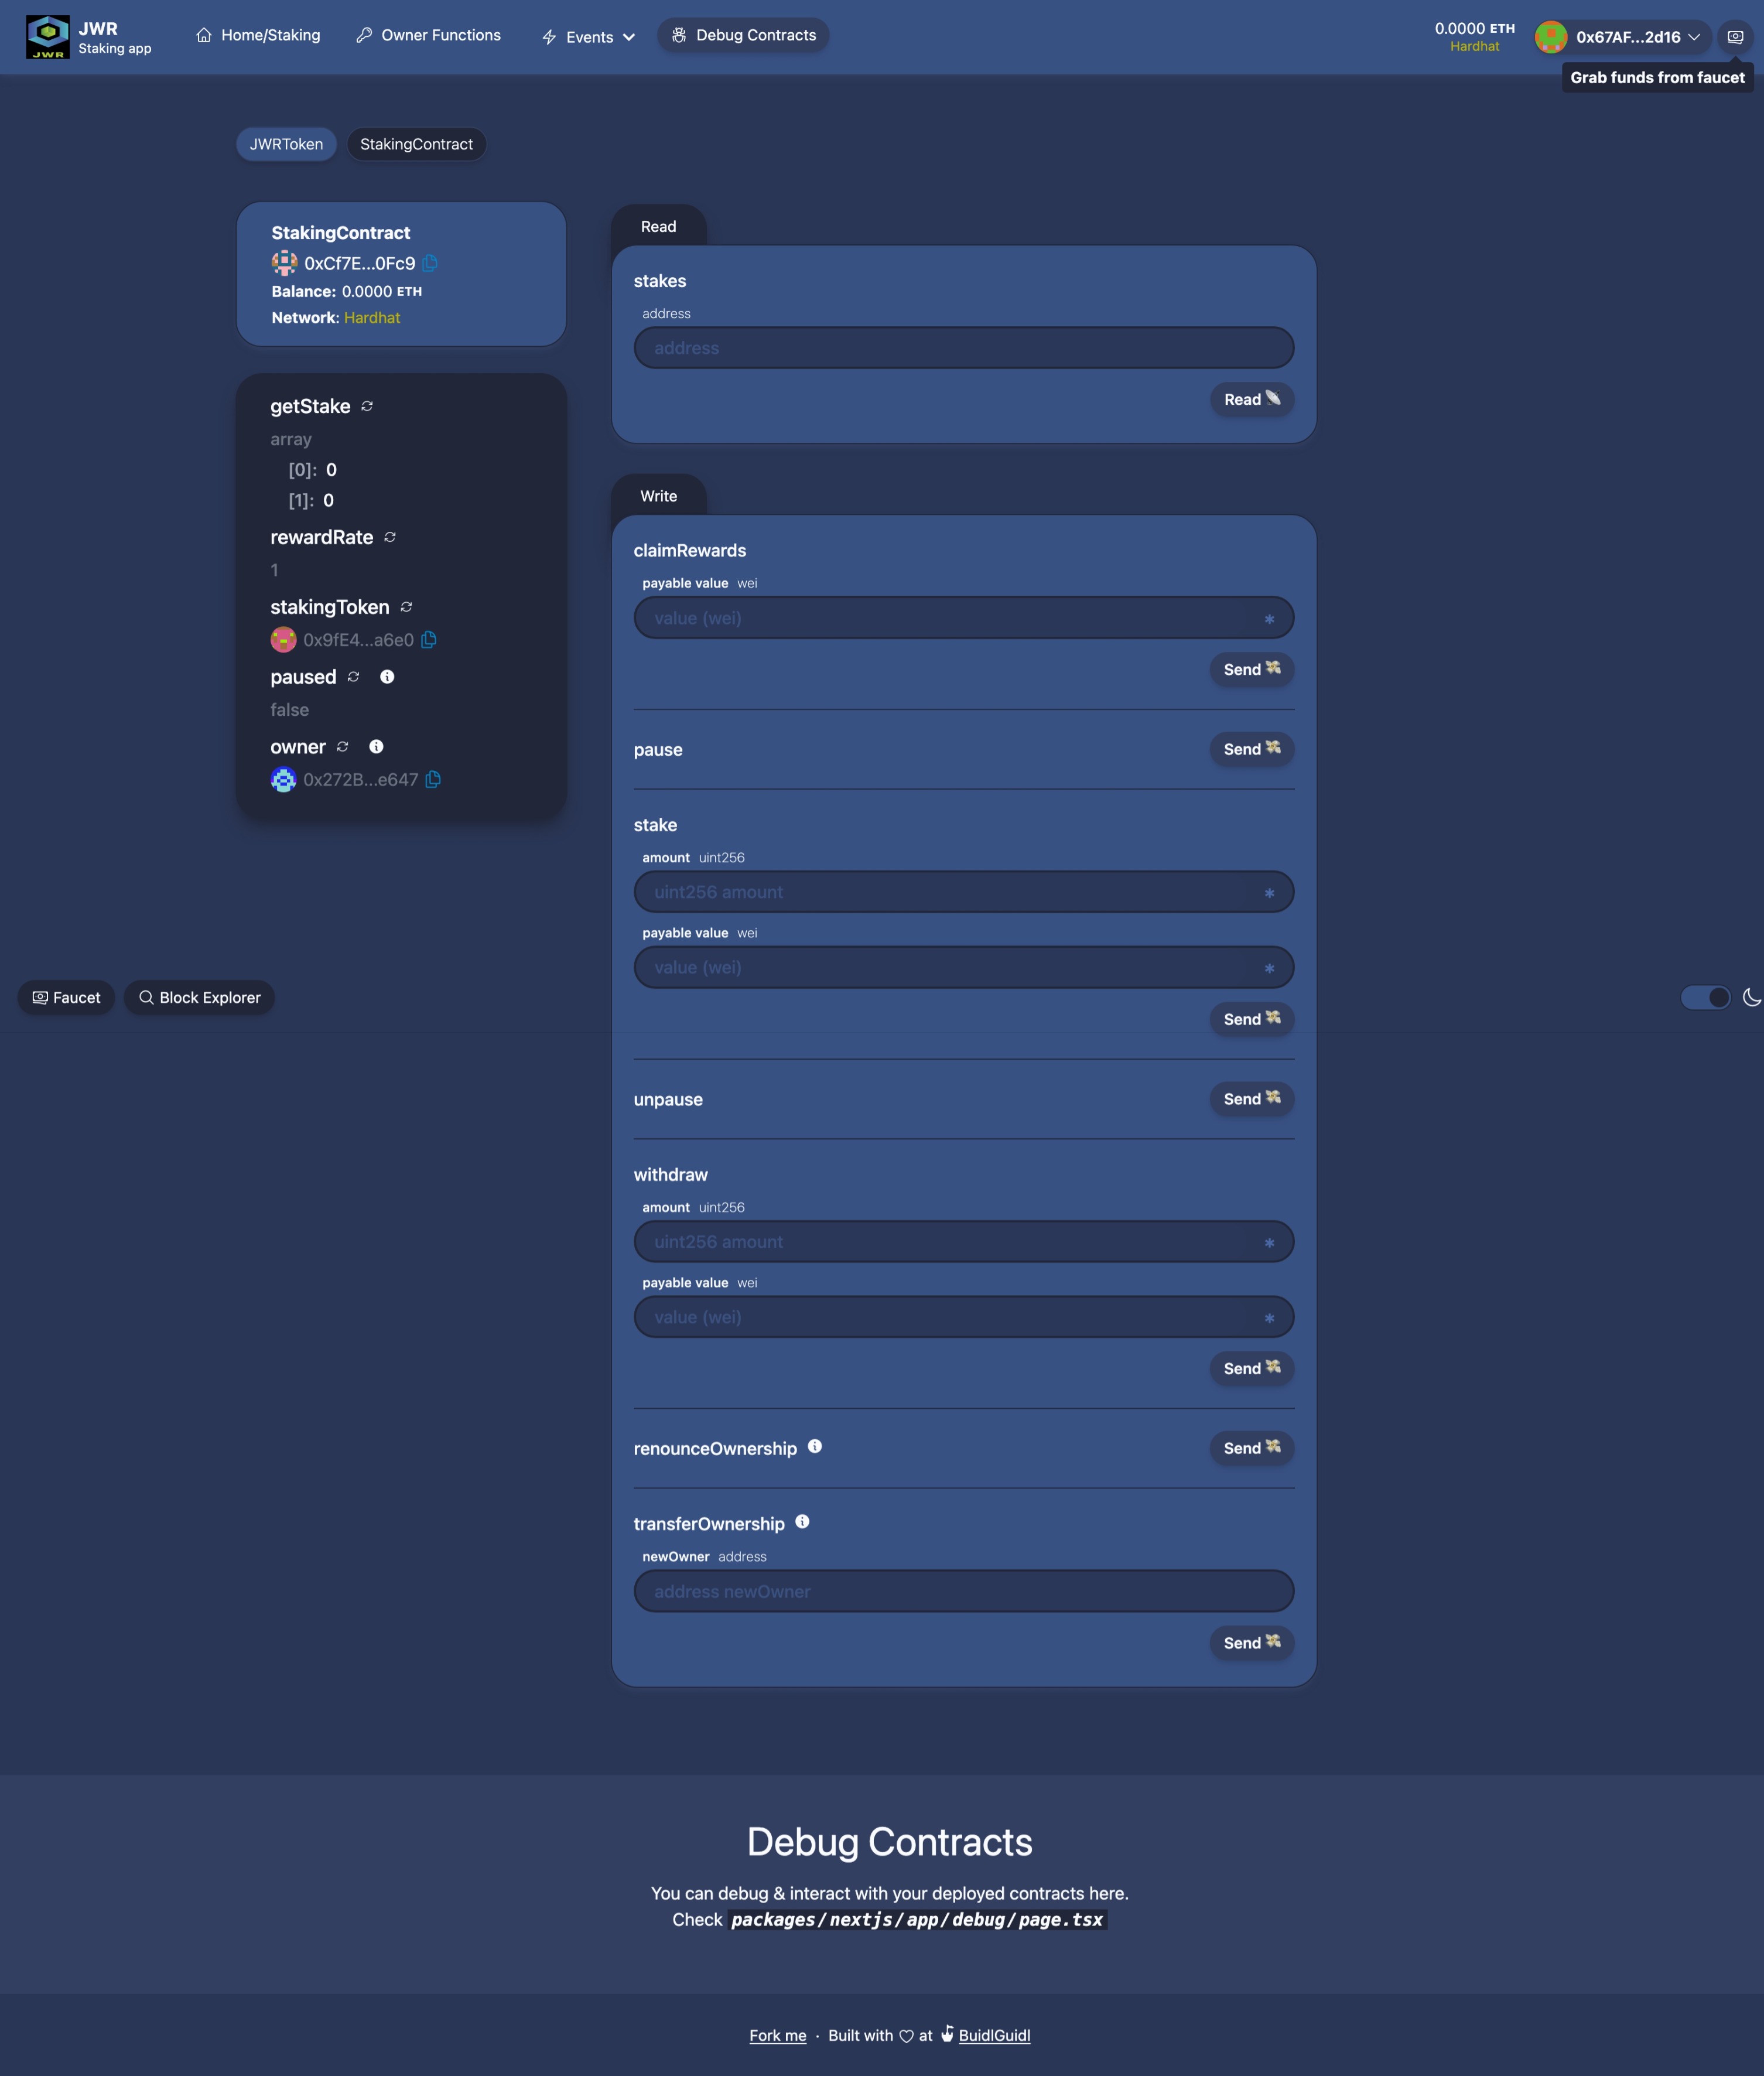 JWR
Staking app
JWR
Home/Staking
Owner Functions
Events
Debug Contracts
0.0000 ETH
Hardhat
0x67AF...2d16
Grab funds from faucet
JWRToken
StakingContract
StakingContract
0xCf7E...0Fc9
Balance: 0.0000 ETH
Network: Hardhat
getStake
array
[0]: 0
[1]: 0
rewardRate
1
stakingToken
0x9fE4...a6e0
paused
false
owner
0x272B...e647
Read
stakes
address
address
Read
Write
claimRewards
payable value wei
value (wei) *
Send
pause
Send
stake
amount uint256
uint256 amount *
payable value wei
value (wei) *
Send
unpause
Send
withdraw
amount uint256
uint256 amount *
payable value wei
value (wei) *
Send
renounceOwnership
Send
transferOwnership
newOwner address
address newOwner
Send
Faucet
Block Explorer
Debug Contracts
You can debug & interact with your deployed contracts here.
Check packages/nextjs/app/debug/page.tsx
Fork me · Built with ♡ at BuidlGuidl